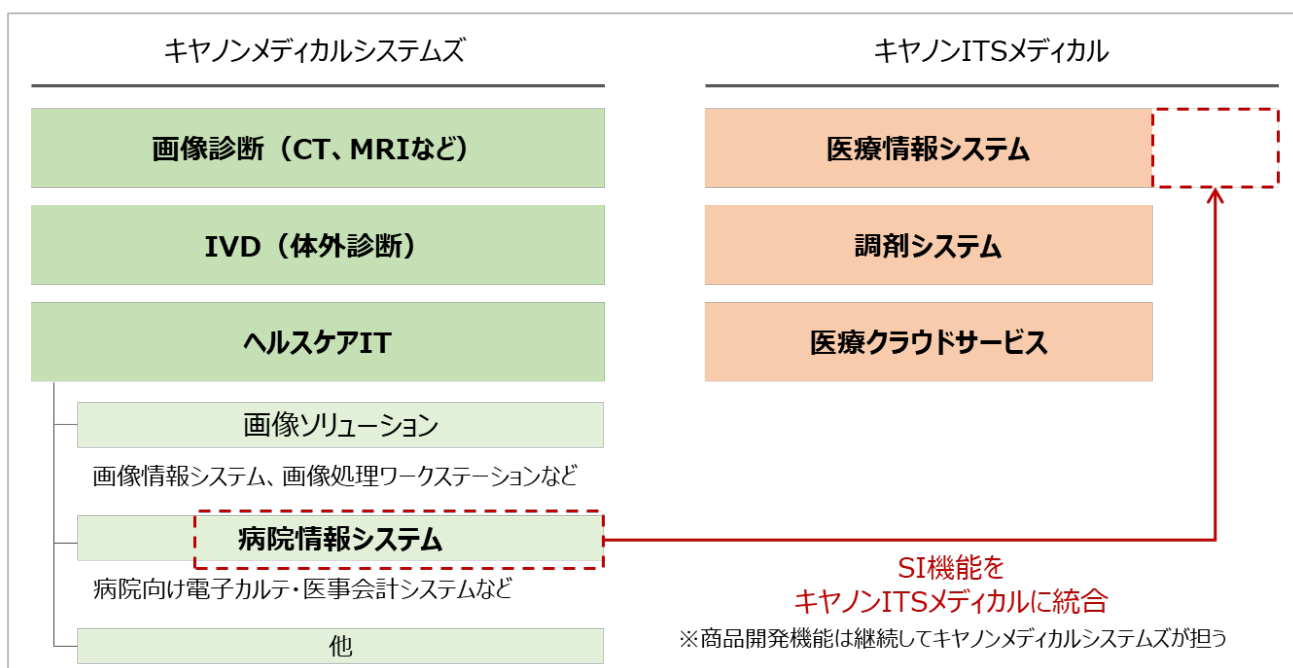 キヤノンメディカルシステムズ
画像診断（CT、MRIなど）
IVD（体外診断）
ヘルスケアIT
画像ソリューション
画像情報システム、画像処理ワークステーションなど
病院情報システム
病院向け電子カルテ・医事会計システムなど
他
キヤノンITSメディカル
医療情報システム
調剤システム
医療クラウドサービス
SI機能を
キヤノンITSメディカルに統合
※商品開発機能は継続してキヤノンメディカルシステムズが担う